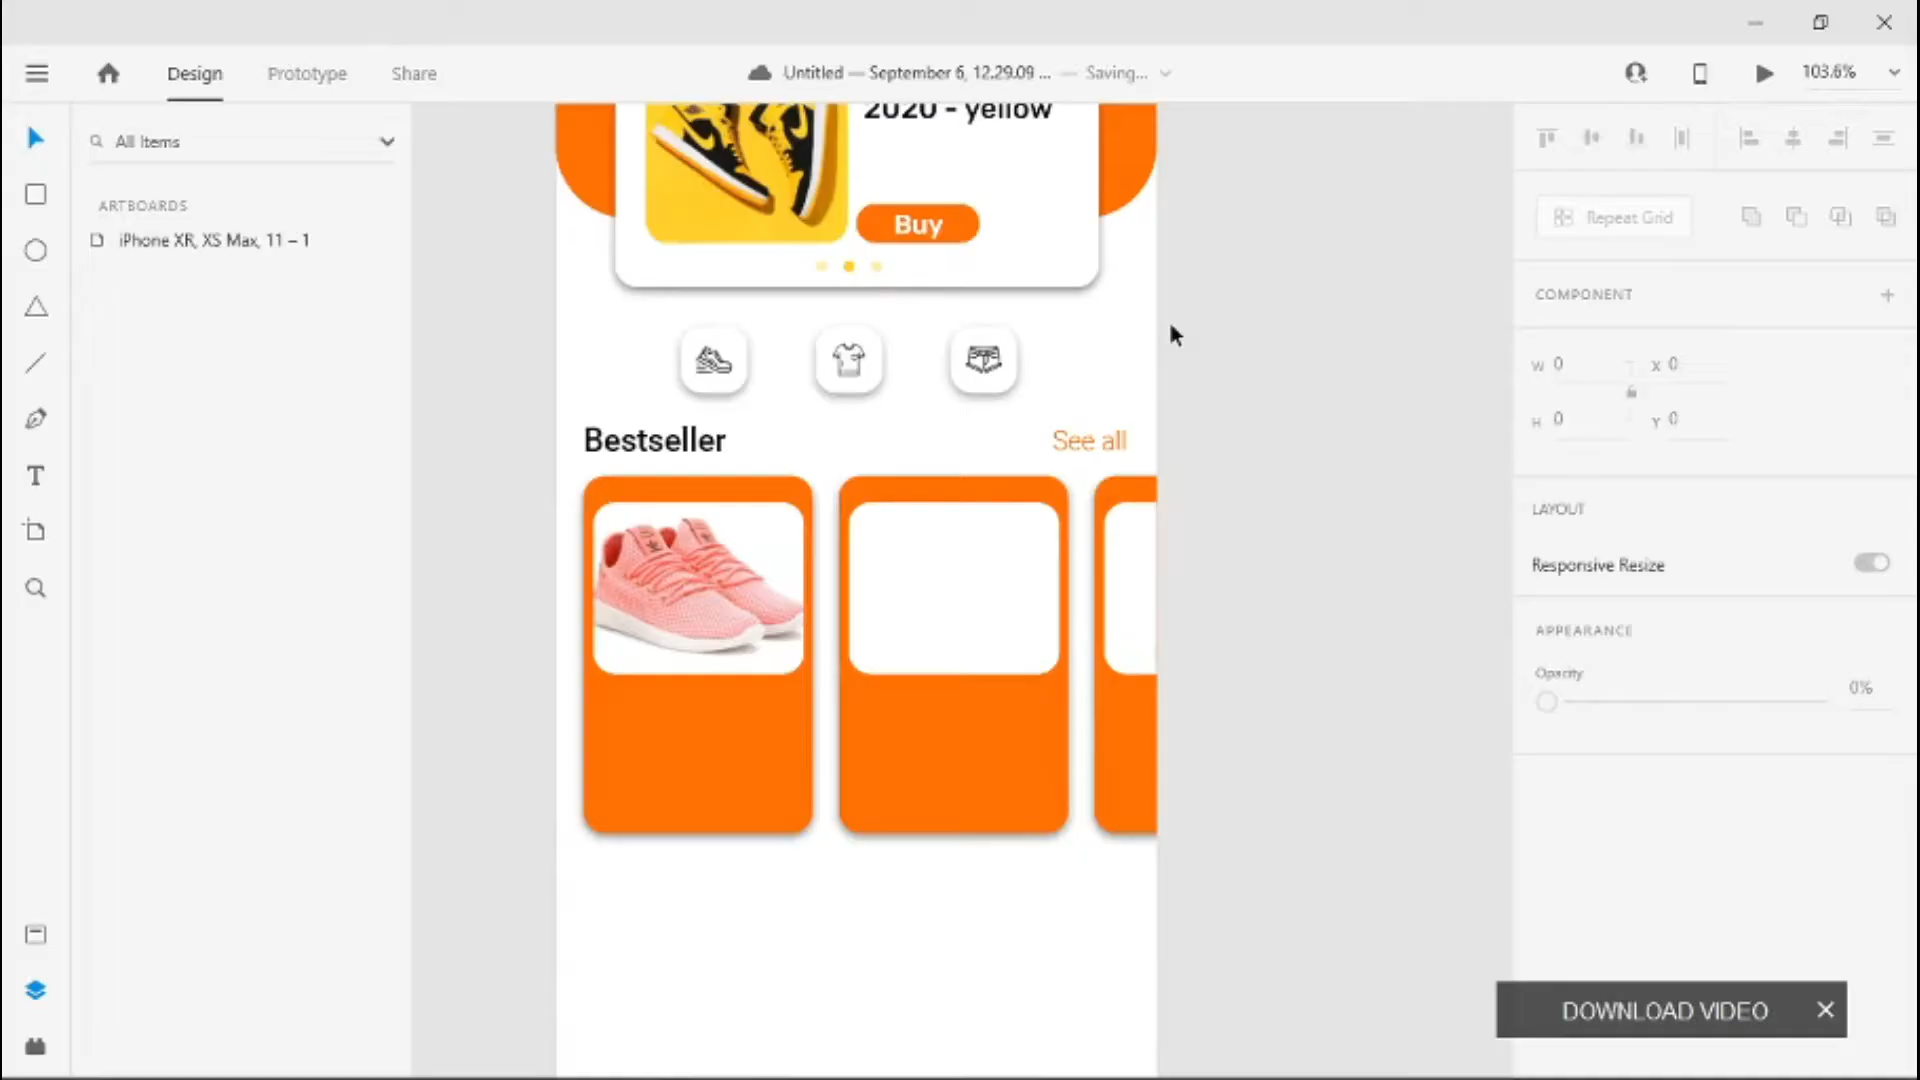 Design Prototype Share Untitled — September 6, 12.29.09 ... — Saving... 103.6%
All Items
ARTBOARDS
iPhone XR, XS Max, 11 – 1
2020 - yellow
Buy
Bestseller See all
Repeat Grid
COMPONENT
W 0 X 0
H 0 Y 0
LAYOUT
Responsive Resize
APPEARANCE
Opacity
0%
DOWNLOAD VIDEO